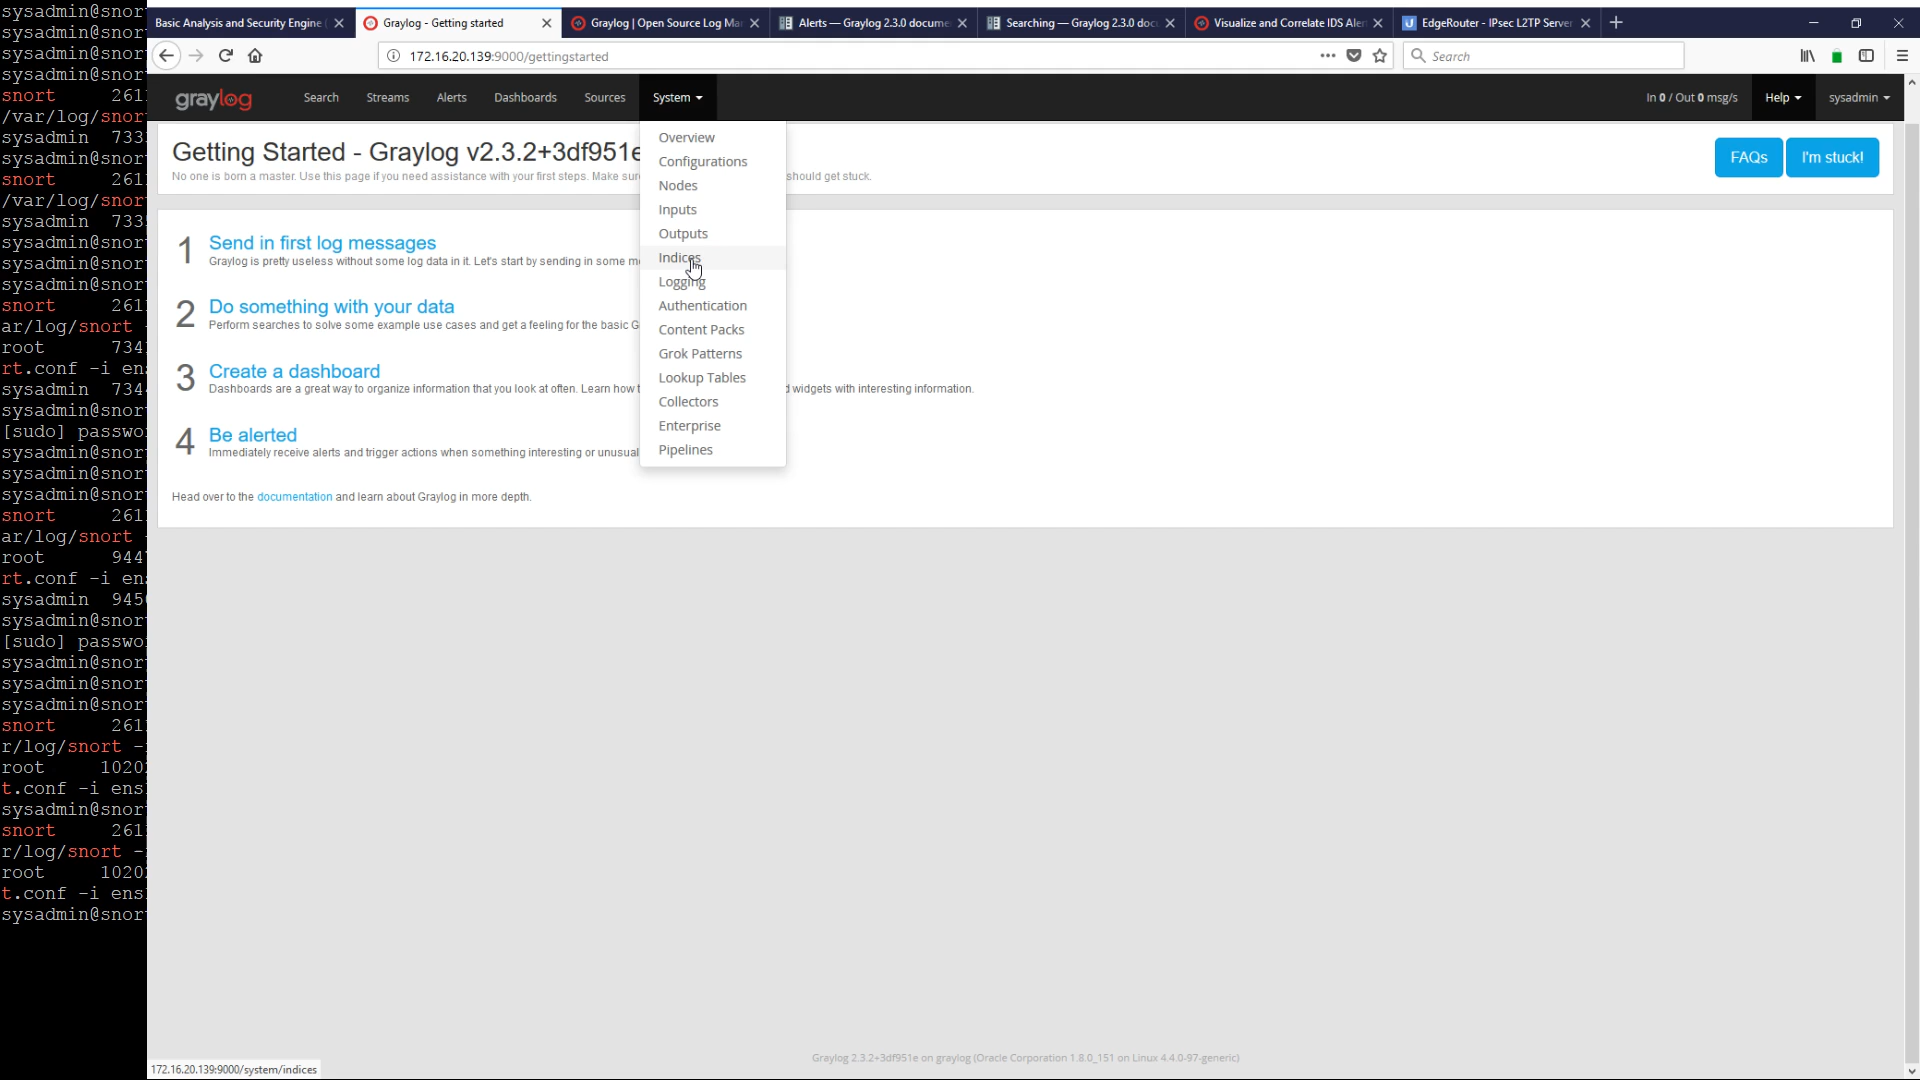 Basic Analysis and Security Engine (
Graylog - Getting started
Graylog | Open Source Log Ma
Alerts — Graylog 2.3.0 docume
Searching — Graylog 2.3.0 doc
Visualize and Correlate IDS Aler
EdgeRouter - IPsec L2TP Server
172.16.20.139:9000/gettingstarted
Search
graylog
Search
Streams
Alerts
Dashboards
Sources
System
In 0 / Out 0 msg/s
Help
sysadmin
Getting Started - Graylog v2.3.2+3df951e
No one is born a master. Use this page if you need assistance with your first steps. Make sur
should get stuck.
FAQs
I'm stuck!
Overview
Configurations
Nodes
Inputs
Outputs
Indices
Logging
Authentication
Content Packs
Grok Patterns
Lookup Tables
Collectors
Enterprise
Pipelines
1 Send in first log messages
Graylog is pretty useless without some log data in it. Let's start by sending in some m
2 Do something with your data
Perform searches to solve some example use cases and get a feeling for the basic G
3 Create a dashboard
Dashboards are a great way to organize information that you look at often. Learn how t
d widgets with interesting information.
4 Be alerted
Immediately receive alerts and trigger actions when something interesting or unusual
Head over to the documentation and learn about Graylog in more depth.
Graylog 2.3.2+3df951e on graylog (Oracle Corporation 1.8.0_151 on Linux 4.4.0-97-generic)
172.16.20.139:9000/system/indices
sysadmin@snor
sysadmin@snor
sysadmin@snor
sysadmin@snor
snort 261
/var/log/snor
sysadmin 733
sysadmin@snor
snort 261
/var/log/snor
sysadmin 733
sysadmin@snor
sysadmin@snor
sysadmin@snor
snort 261
ar/log/snort -
root 734
rt.conf -i en
sysadmin 734
sysadmin@snor
[sudo] passwo
sysadmin@snor
sysadmin@snor
sysadmin@snor
snort 261
ar/log/snort -
root 944
rt.conf -i en
sysadmin 945
sysadmin@snor
[sudo] passwo
sysadmin@snor
sysadmin@snor
sysadmin@snor
snort 261
r/log/snort -
root 1020
t.conf -i ens
sysadmin@snor
snort 261
r/log/snort -
root 1020
t.conf -i ens
sysadmin@snor